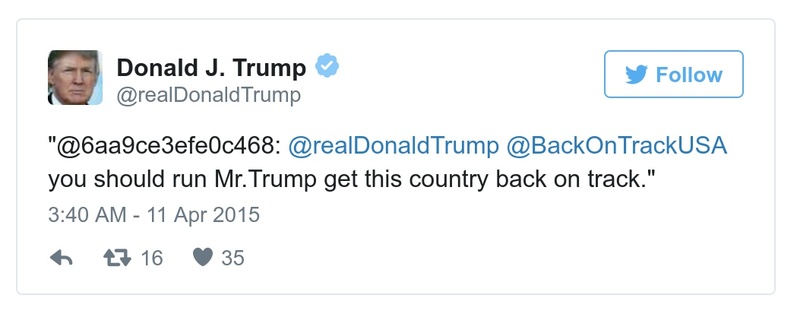 Donald J. Trump
@realDonaldTrump
Follow
"@6aa9ce3efe0c468: @realDonaldTrump @BackOnTrackUSA
you should run Mr.Trump get this country back on track."
3:40 AM - 11 Apr 2015
16 35